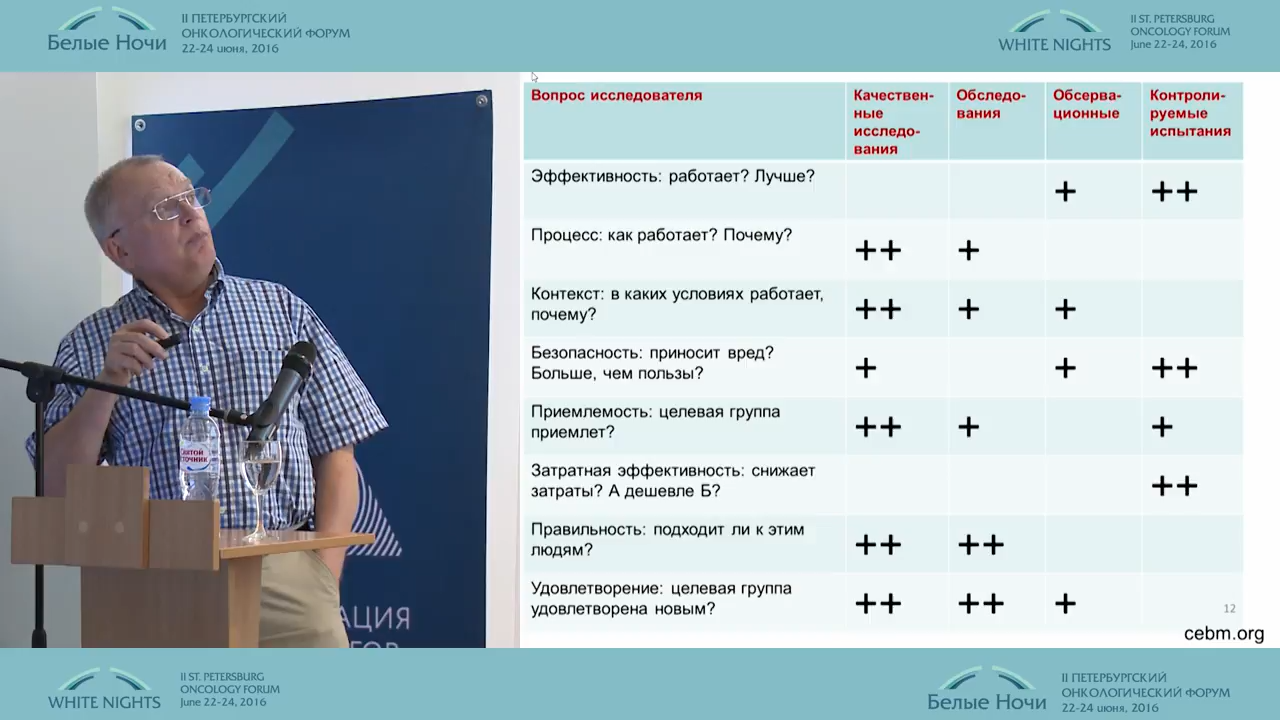 II ПЕТЕРБУРГСКИЙ
ОНКОЛОГИЧЕСКИЙ ФОРУМ
Белые Ночи
22-24 июня, 2016
II ST. PETERSBURG
ONCOLOGY FORUM
WHITE NIGHTS
June 22-24, 2016
Вопрос исследователя
Качествен-
ные
исследо-
вания
Обследо-
вания
Обсерва-
ционные
Контроли-
руемые
испытания
Эффективность: работает? Лучше?
+ ++
Процесс: как работает? Почему?
++ +
Контекст: в каких условиях работает,
почему?
++ + +
Безопасность: приносит вред?
Больше, чем пользы?
+ + ++
Приемлемость: целевая группа
приемлет?
++ + +
Затратная эффективность: снижает
затраты? А дешевле Б?
++
Правильность: подходит ли к этим
людям?
++ ++
Удовлетворение: целевая группа
удовлетворена новым?
++ ++ +
12
cebm.org
АЦИЯ
II ST. PETERSBURG
ONCOLOGY FORUM
WHITE NIGHTS
June 22-24, 2016
II ПЕТЕРБУРГСКИЙ
ОНКОЛОГИЧЕСКИЙ ФОРУМ
Белые Ночи
22-24 июня, 2016